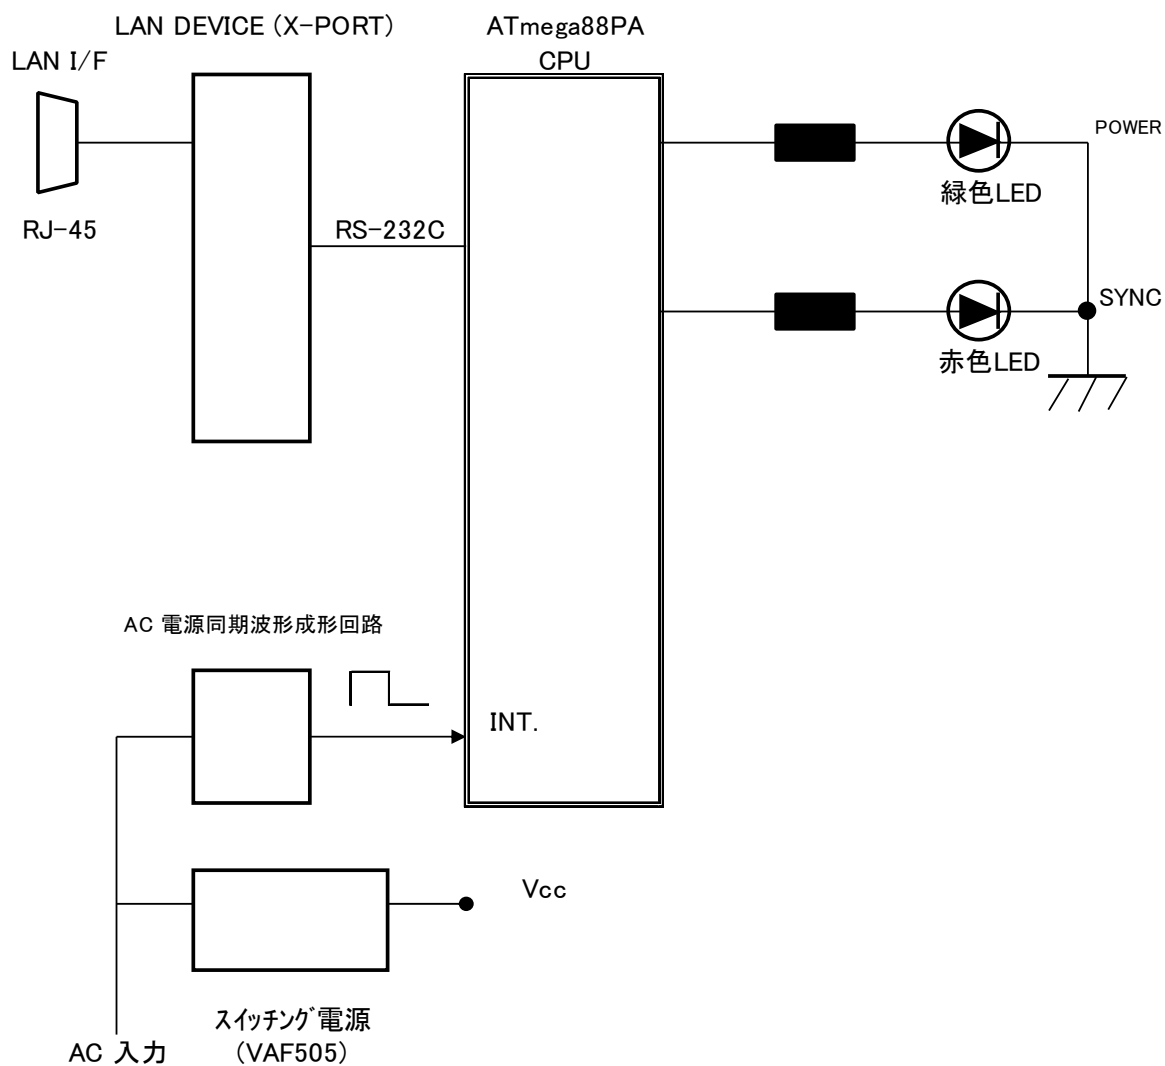 LAN DEVICE (X-PORT)
ATmega88PA
CPU
LAN I/F
POWER
緑色LED
RJ-45
RS-232C
SYNC
赤色LED
AC 電源同期波形成形回路
INT.
Vcc
ｽｲｯﾁﾝｸﾞ電源
(VAF505)
AC 入力